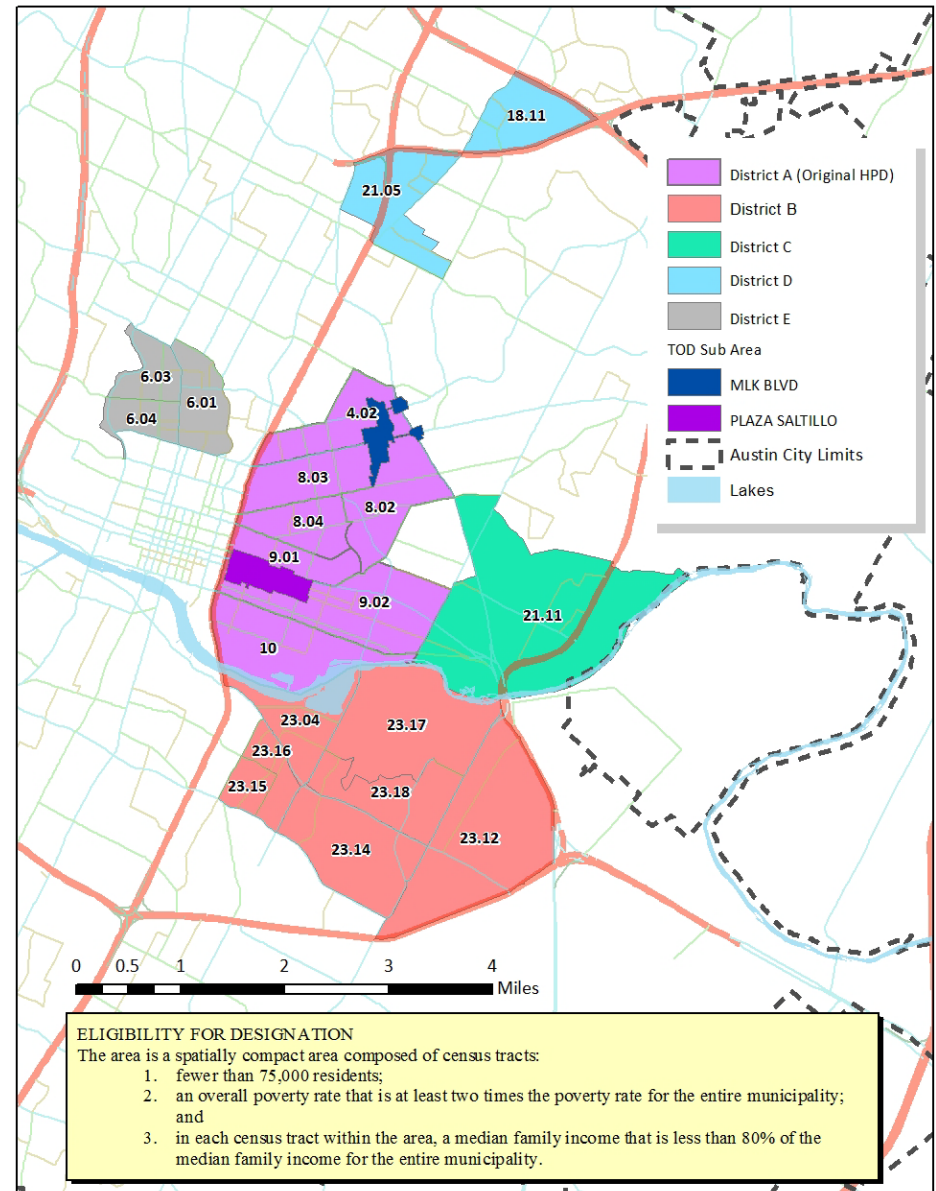 18.11
21.05
District A (Original HPD)
District B
District C
District D
District E
TOD Sub Area
MLK BLVD
PLAZA SALTILLO
Austin City Limits
Lakes
6.03
6.01
6.04
4.02
8.03
8.02
8.04
9.01
9.02
21.11
10
23.04
23.17
23.16
23.15
23.18
23.12
23.14
0 0.5 1 2 3 4
Miles
ELIGIBILITY FOR DESIGNATION
The area is a spatially compact area composed of census tracts:
1. fewer than 75,000 residents;
2. an overall poverty rate that is at least two times the poverty rate for the entire municipality;
and
3. in each census tract within the area, a median family income that is less than 80% of the
median family income for the entire municipality.